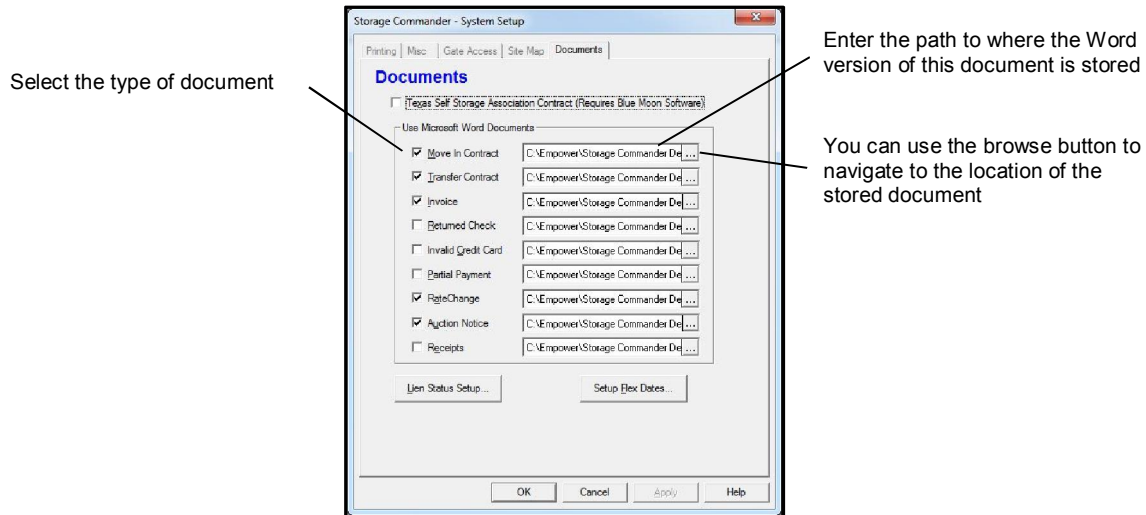 Storage Commander - System Setup
Printing Misc Gate Access Site Map Documents
Documents
Texas Self Storage Association Contract (Requires Blue Moon Software)
Use Microsoft Word Documents
Move In Contract C:\Empower\Storage Commander De ...
Transfer Contract C:\Empower\Storage Commander De ...
Invoice C:\Empower\Storage Commander De ...
Returned Check C:\Empower\Storage Commander De ...
Invalid Credit Card C:\Empower\Storage Commander De ...
Partial Payment C:\Empower\Storage Commander De ...
RateChange C:\Empower\Storage Commander De ...
Auction Notice C:\Empower\Storage Commander De ...
Receipts C:\Empower\Storage Commander De ...
Lien Status Setup... Setup Flex Dates...
OK Cancel Apply Help
Select the type of document
Enter the path to where the Word
version of this document is stored
You can use the browse button to
navigate to the location of the
stored document